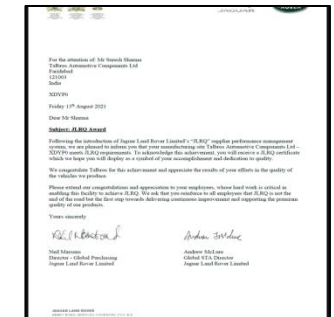 JAGUAR
ROVER
For the attention of: Mr Suresh Sharma
Talbros Automotive Components Ltd
Faridabad
121003
India
XDVP0
Friday 13th August 2021
Dear Mr Sharma
Subject: JLRQ Award
Following the introduction of Jaguar Land Rover Limited's "JLRQ" supplier performance management
system, we are pleased to inform you that your manufacturing site Talbros Automotive Components Ltd -
XDVP0 meets JLRQ requirements. To acknowledge this achievement, you will receive a JLRQ certificate
which we hope you will display as a symbol of your accomplishment and dedication to quality.
We congratulate Talbros for this achievement and appreciate the results of your efforts in the quality of
the vehicles we produce.
Please extend our congratulations and appreciation to your employees, whose hard work is critical in
enabling this facility to achieve JLRQ. We ask that you reinforce to all employees that JLRQ is not the
end of the road but the first step towards delivering continuous improvement and supporting the premium
quality of our products.
Yours sincerely
Neil Massons Andrew McLure
Director - Global Purchasing Global STA Director
Jaguar Land Rover Limited Jaguar Land Rover Limited
JAGUAR LAND ROVER